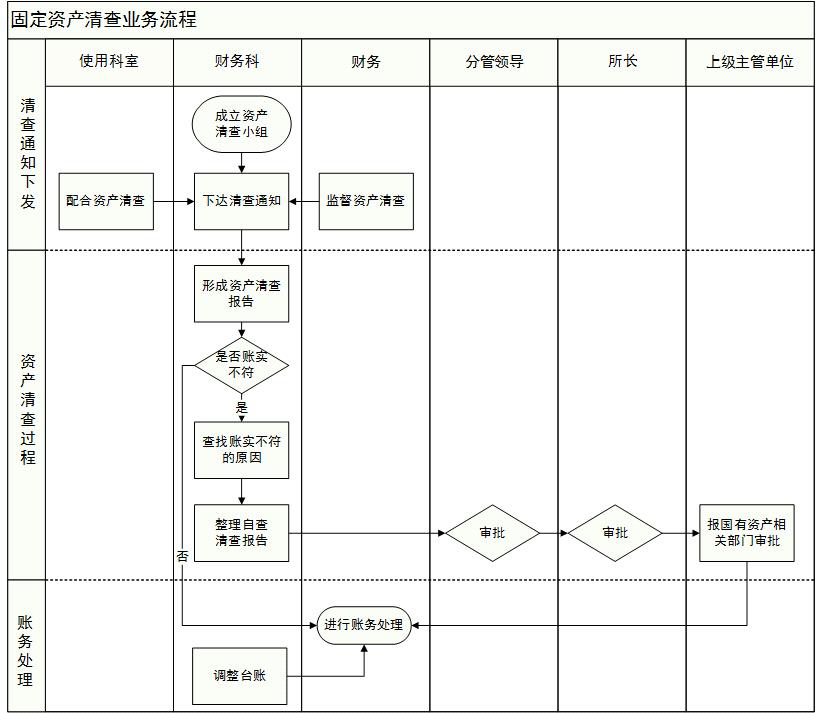 固定资产清查业务流程
使用科室
财务科
财务
分管领导
所长
上级主管单位
清查通知下发
成立资产
清查小组
配合资产清查
下达清查通知
监督资产清查
资产清查过程
形成资产清查
报告
是否账实
不符
是
查找账实不符
的原因
整理自查
清查报告
审批
审批
报国有资产相
关部门审批
否
账务处理
进行账务处理
调整台账